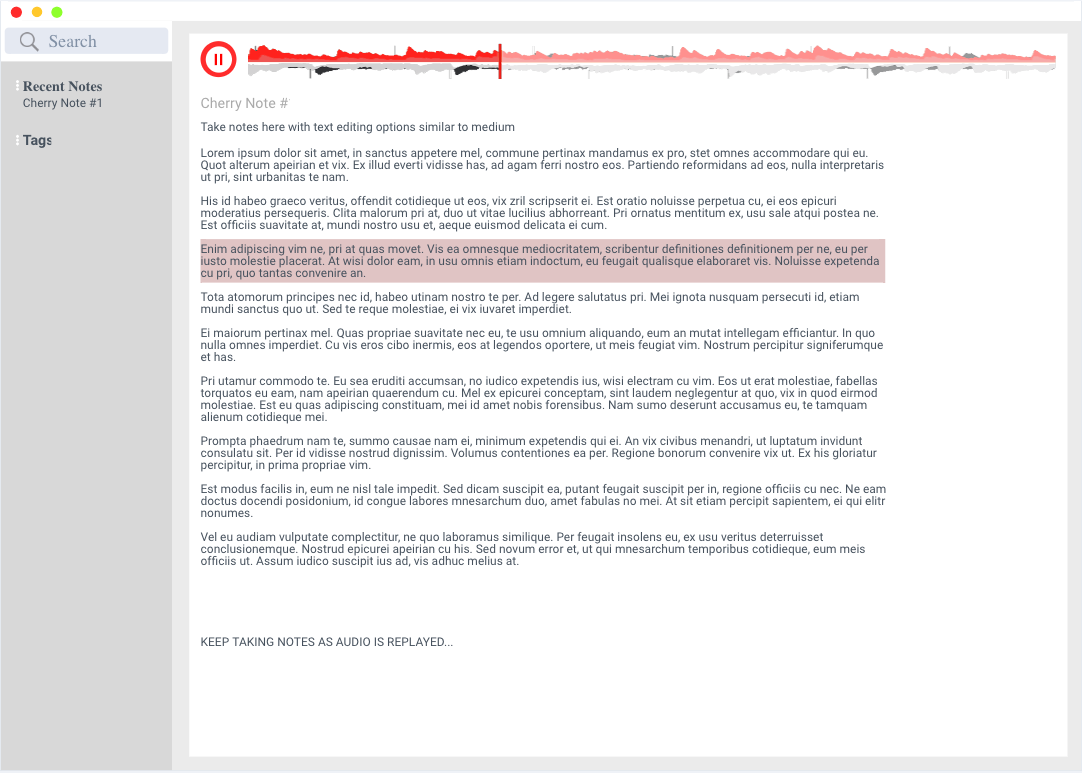 Search
Recent Notes
Cherry Note #1
Tags
Cherry Note #
Take notes here with text editing options similar to medium
Lorem ipsum dolor sit amet, in sanctus appetere mel, commune pertinax mandamus ex pro, stet omnes accommodare qui eu.
Quot alterum apeirian et vix. Ex illud everti vidisse has, ad agam ferri nostro eos. Partiendo reformidans ad eos, nulla interpretaris
ut pri, sint urbanitas te nam.
His id habeo graeco veritus, offendit cotidieque ut eos, vix zril scripserit ei. Est oratio noluisse perpetua cu, ei eos epicuri
moderatius persequeris. Clita malorum pri at, duo ut vitae lucilius abhorreant. Pri ornatus mentitum ex, usu sale atqui postea ne.
Est officiis suavitate at, mundi nostro usu et, aeque euismod delicata ei cum.
Enim adipiscing vim ne, pri at quas movet. Vis ea omnesque mediocritatem, scribentur definitiones definitionem per ne, eu per
iusto molestie placerat. At wisi dolor eam, in usu omnis etiam indoctum, eu feugait qualisque elaboraret vis. Noluisse expetenda
cu pri, quo tantas convenire an.
Tota atomorum principes nec id, habeo utinam nostro te per. Ad legere salutatus pri. Mei ignota nusquam persecuti id, etiam
mundi sanctus quo ut. Sed te reque molestiae, ei vix iuvaret imperdiet.
Ei maiorum pertinax mel. Quas propriae suavitate nec eu, te usu omnium aliquando, eum an mutat intellegam efficiantur. In quo
nulla omnes imperdiet. Cu vis eros cibo inermis, eos at legendos oportere, ut meis feugiat vim. Nostrum percipitur signiferumque
et has.
Pri utamur commodo te. Eu sea eruditi accumsan, no iudico expetendis ius, wisi electram cu vim. Eos ut erat molestiae, fabellas
torquatos eu eam, nam apeirian quaerendum cu. Mel ex epicurei conceptam, sint laudem neglegentur at quo, vix in quod eirmod
molestiae. Est eu quas adipiscing constituam, mei id amet nobis forensibus. Nam sumo deserunt accusamus eu, te tamquam
alienum cotidieque mei.
Prompta phaedrum nam te, summo causae nam ei, minimum expetendis qui ei. An vix civibus menandri, ut luptatum invidunt
consulatu sit. Per id vidisse nostrud dignissim. Volumus contentiones ea per. Regione bonorum convenire vix ut. Ex his gloriatur
percipitur, in prima propriae vim.
Est modus facilis in, eum ne nisl tale impedit. Sed dicam suscipit ea, putant feugait suscipit per in, regione officiis cu nec. Ne eam
doctus docendi posidonium, id congue labores mnesarchum duo, amet fabulas no mei. At sit etiam percipit sapientem, ei qui elitr
nonumes.
Vel eu audiam vulputate complectitur, ne quo laboramus similique. Per feugait insolens eu, ex usu veritus deterruisset
conclusionemque. Nostrud epicurei apeirian cu his. Sed novum error et, ut qui mnesarchum temporibus cotidieque, eum meis
officiis ut. Assum iudico suscipit ius ad, vis adhuc melius at.
KEEP TAKING NOTES AS AUDIO IS REPLAYED...